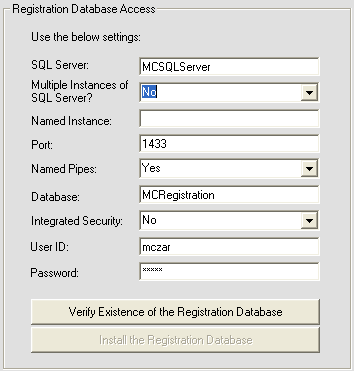 Registration Database Access
Use the below settings:
SQL Server:
MCSQLServer
Multiple Instances of
SQL Server?
No
Named Instance:
Port:
1433
Named Pipes:
Yes
Database:
MCRegistration
Integrated Security:
No
User ID:
mczar
Password:
*****
Verify Existence of the Registration Database
Install the Registration Database